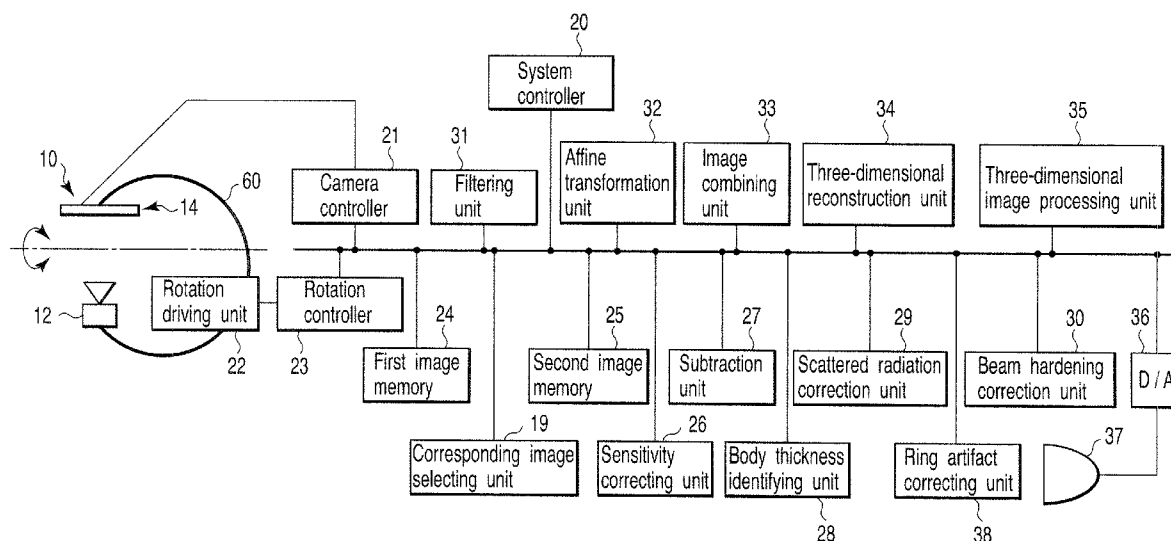 20
System
controller
32
33
34
35
10
60
21
31
14
Camera
controller
Filtering
unit
Affine
transformation
unit
Image
combining
unit
Three-dimensional
reconstruction unit
Three-dimensional
image processing unit
12
Rotation
driving unit
22
Rotation
controller
23
24
First image
memory
25
Second image
memory
27
Subtraction
unit
29
Scattered radiation
correction unit
30
Beam hardening
correction unit
36
D / A
19
Corresponding image
selecting unit
26
Sensitivity
correcting unit
Body thickness
identifying unit
28
Ring artifact
correcting unit
38
37